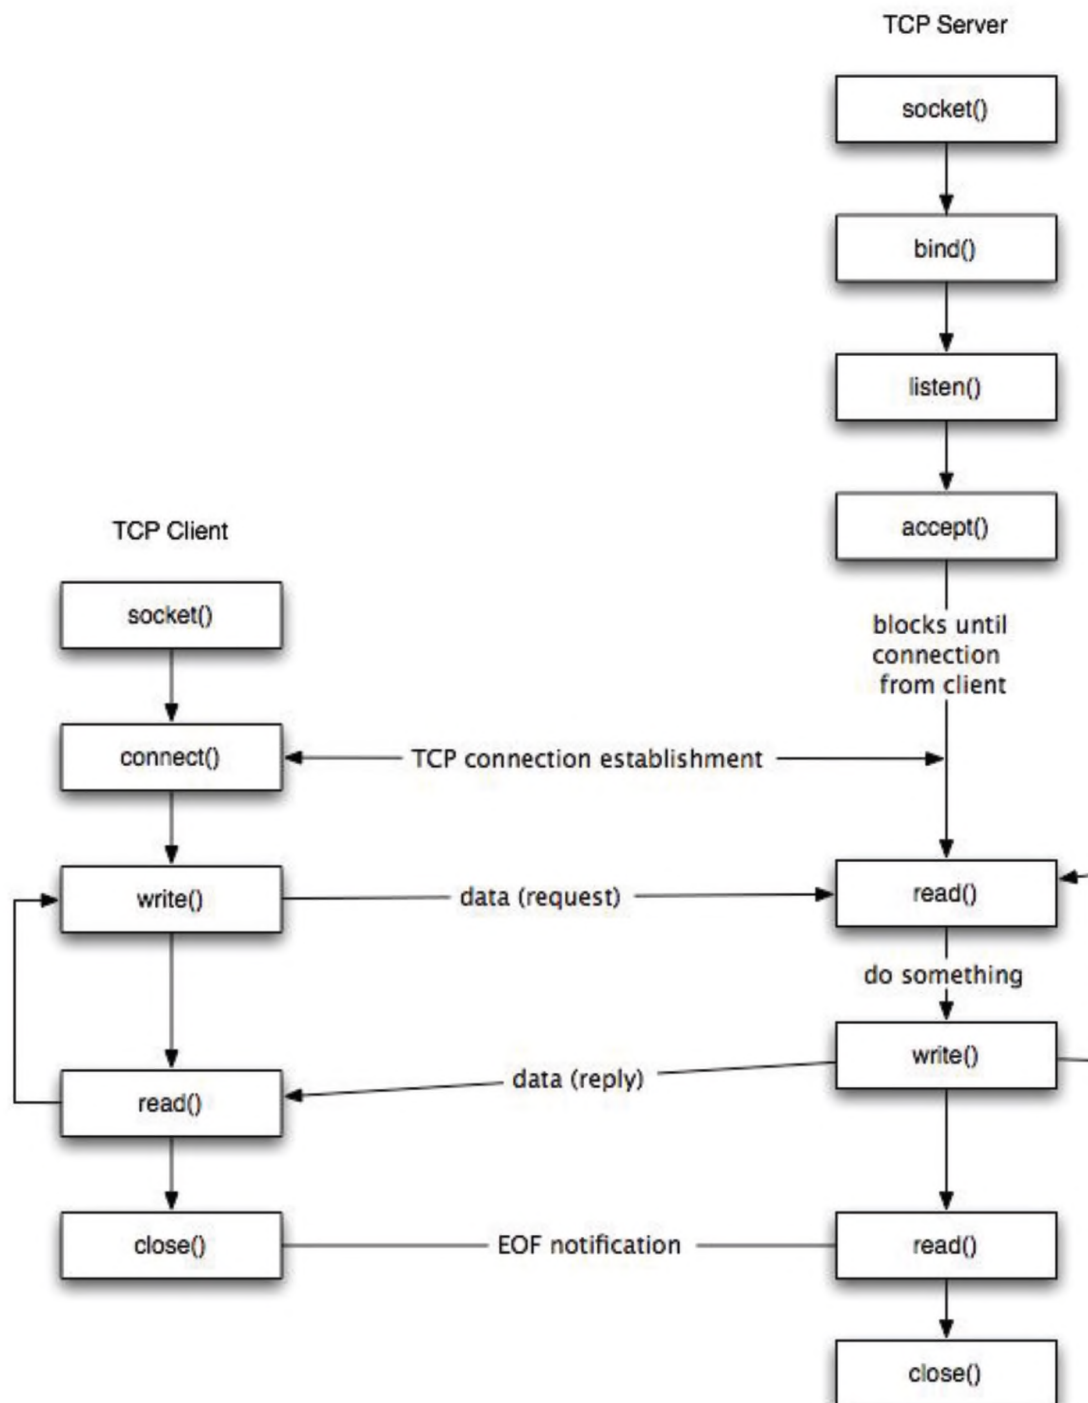 TCP Server
socket()
bind()
listen()
accept()
blocks until
connection
from client
TCP Client
socket()
connect()
TCP connection establishment
write()
data (request)
read()
do something
write()
data (reply)
read()
close()
EOF notification
read()
close()